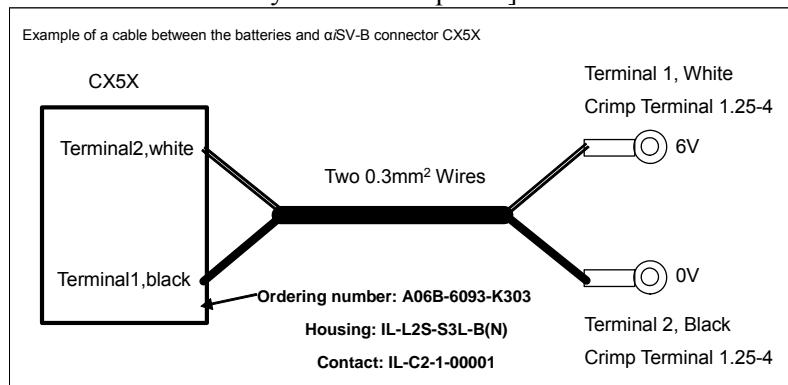 Example of a cable between the batteries and αiSV-B connector CX5X
CX5X
Terminal 1, White
Crimp Terminal 1.25-4
Terminal2,white
6V
Two 0.3mm² Wires
Terminal1,black
0V
Ordering number: A06B-6093-K303
Housing: IL-L2S-S3L-B(N)
Contact: IL-C2-1-00001
Terminal 2, Black
Crimp Terminal 1.25-4